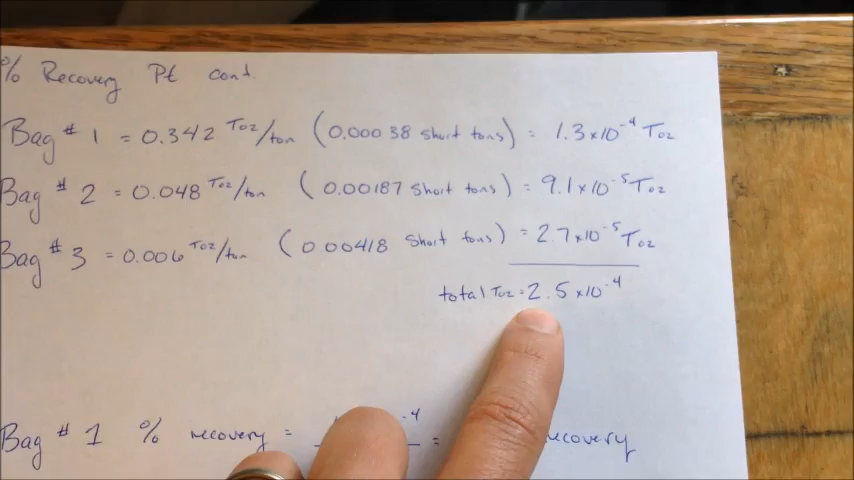 % Recovery Pt cont.
Bag # 1 = 0.342 Toz/ton (0.00038 short tons) = 1.3x10⁻⁴ Toz
Bag # 2 = 0.048 Toz/ton (0.00187 short tons) = 9.1x10⁻⁵ Toz
Bag # 3 = 0.006 Toz/ton (0.00418 short tons) = 2.7x10⁻⁵ Toz
total Toz = 2.5x10⁻⁴
Bag # 1 % recovery = ⁻⁴ = recovery